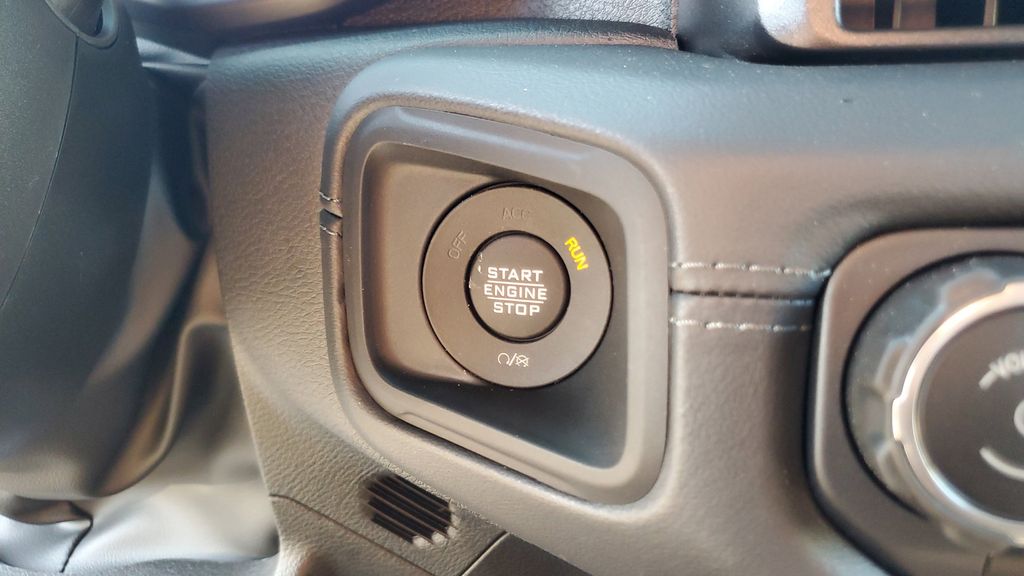 ACC
OFF
RUN
START
ENGINE
STOP